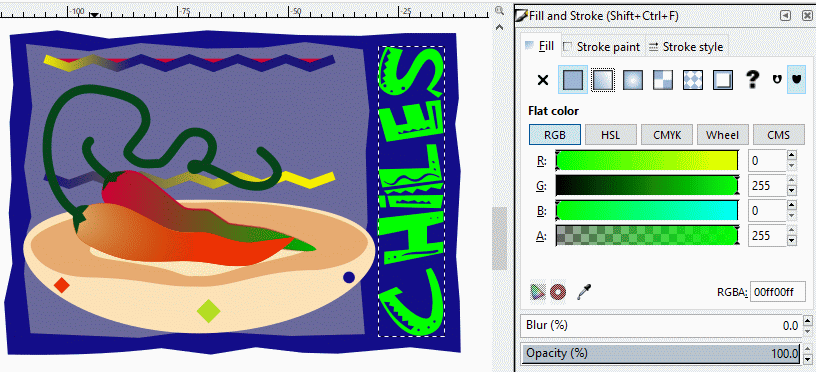 -100 -75 -50 -25
CHILES
Fill and Stroke (Shift+Ctrl+F)
Fill Stroke paint Stroke style
Flat color
RGB HSL CMYK Wheel CMS
R: 0
G: 255
B: 0
A: 255
RGBA: 00ff00ff
Blur (%) 0.0
Opacity (%) 100.0